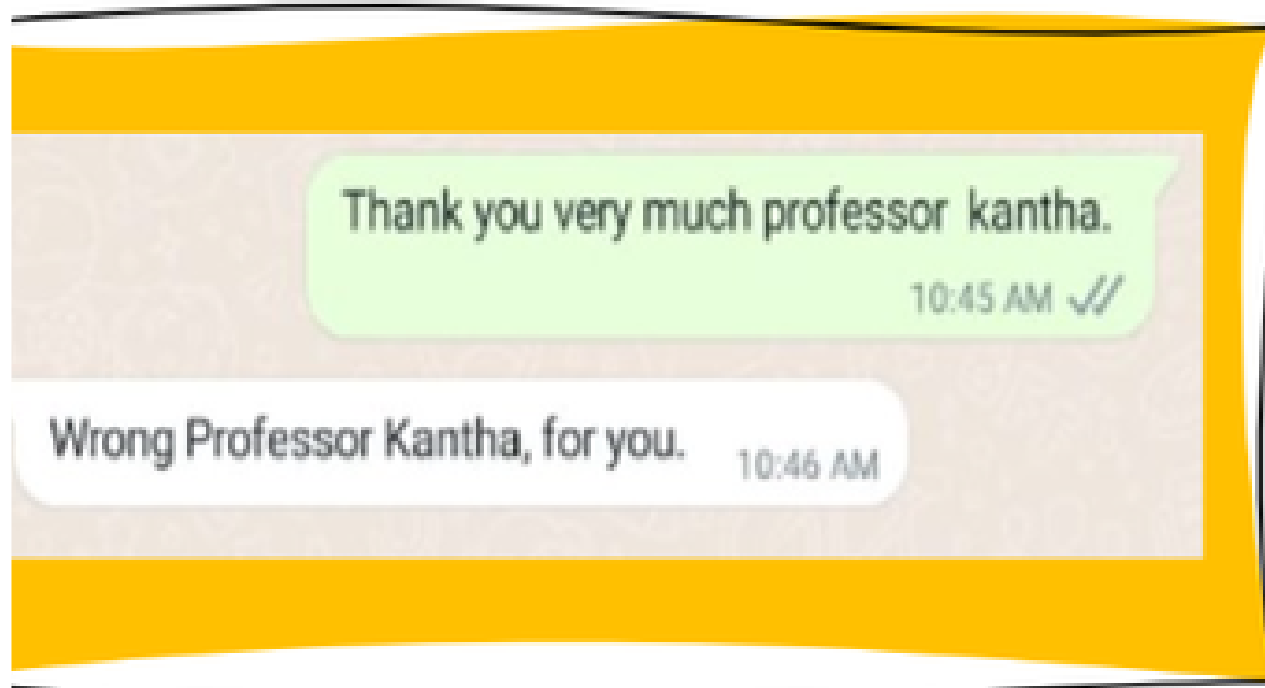 Thank you very much professor kantha.
10:45 AM
Wrong Professor Kantha, for you.
10:46 AM